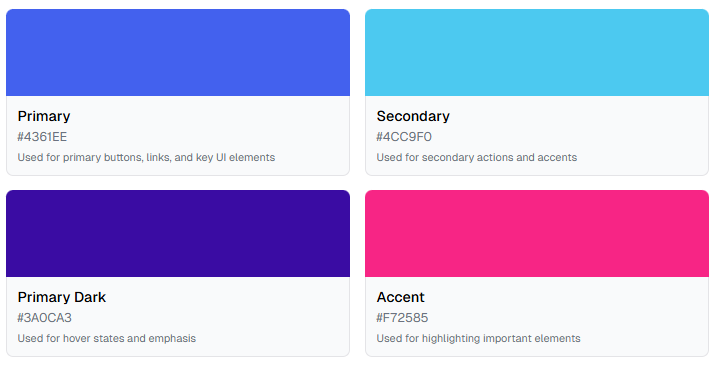 Primary
#4361EE
Used for primary buttons, links, and key UI elements
Secondary
#4CC9F0
Used for secondary actions and accents
Primary Dark
#3A0CA3
Used for hover states and emphasis
Accent
#F72585
Used for highlighting important elements